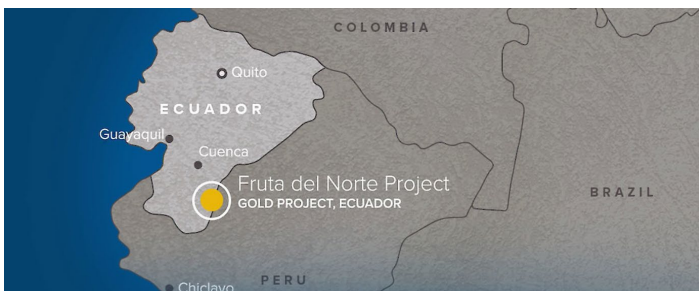 COLOMBIA
Quito
ECUADOR
Guayaquil
Cuenca
Fruta del Norte Project
GOLD PROJECT, ECUADOR
BRAZIL
PERU
Chiclayo